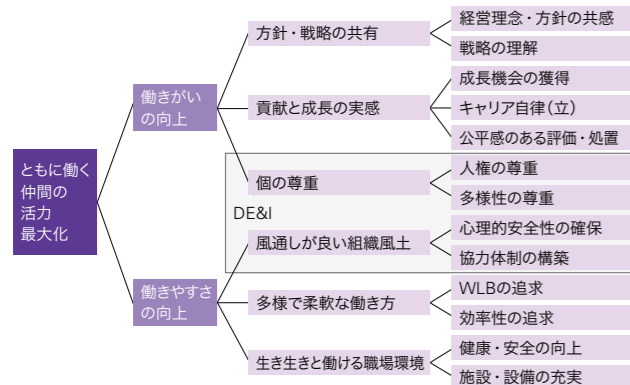 ともに働く
仲間の
活力
最大化
働きがい
の向上
方針・戦略の共有
経営理念・方針の共感
戦略の理解
貢献と成長の実感
成長機会の獲得
キャリア自律(立)
公平感のある評価・処置
個の尊重
人権の尊重
多様性の尊重
DE&I
働きやすさ
の向上
風通しが良い組織風土
心理的安全性の確保
協力体制の構築
多様で柔軟な働き方
WLBの追求
効率性の追求
生き生きと働ける職場環境
健康・安全の向上
施設・設備の充実